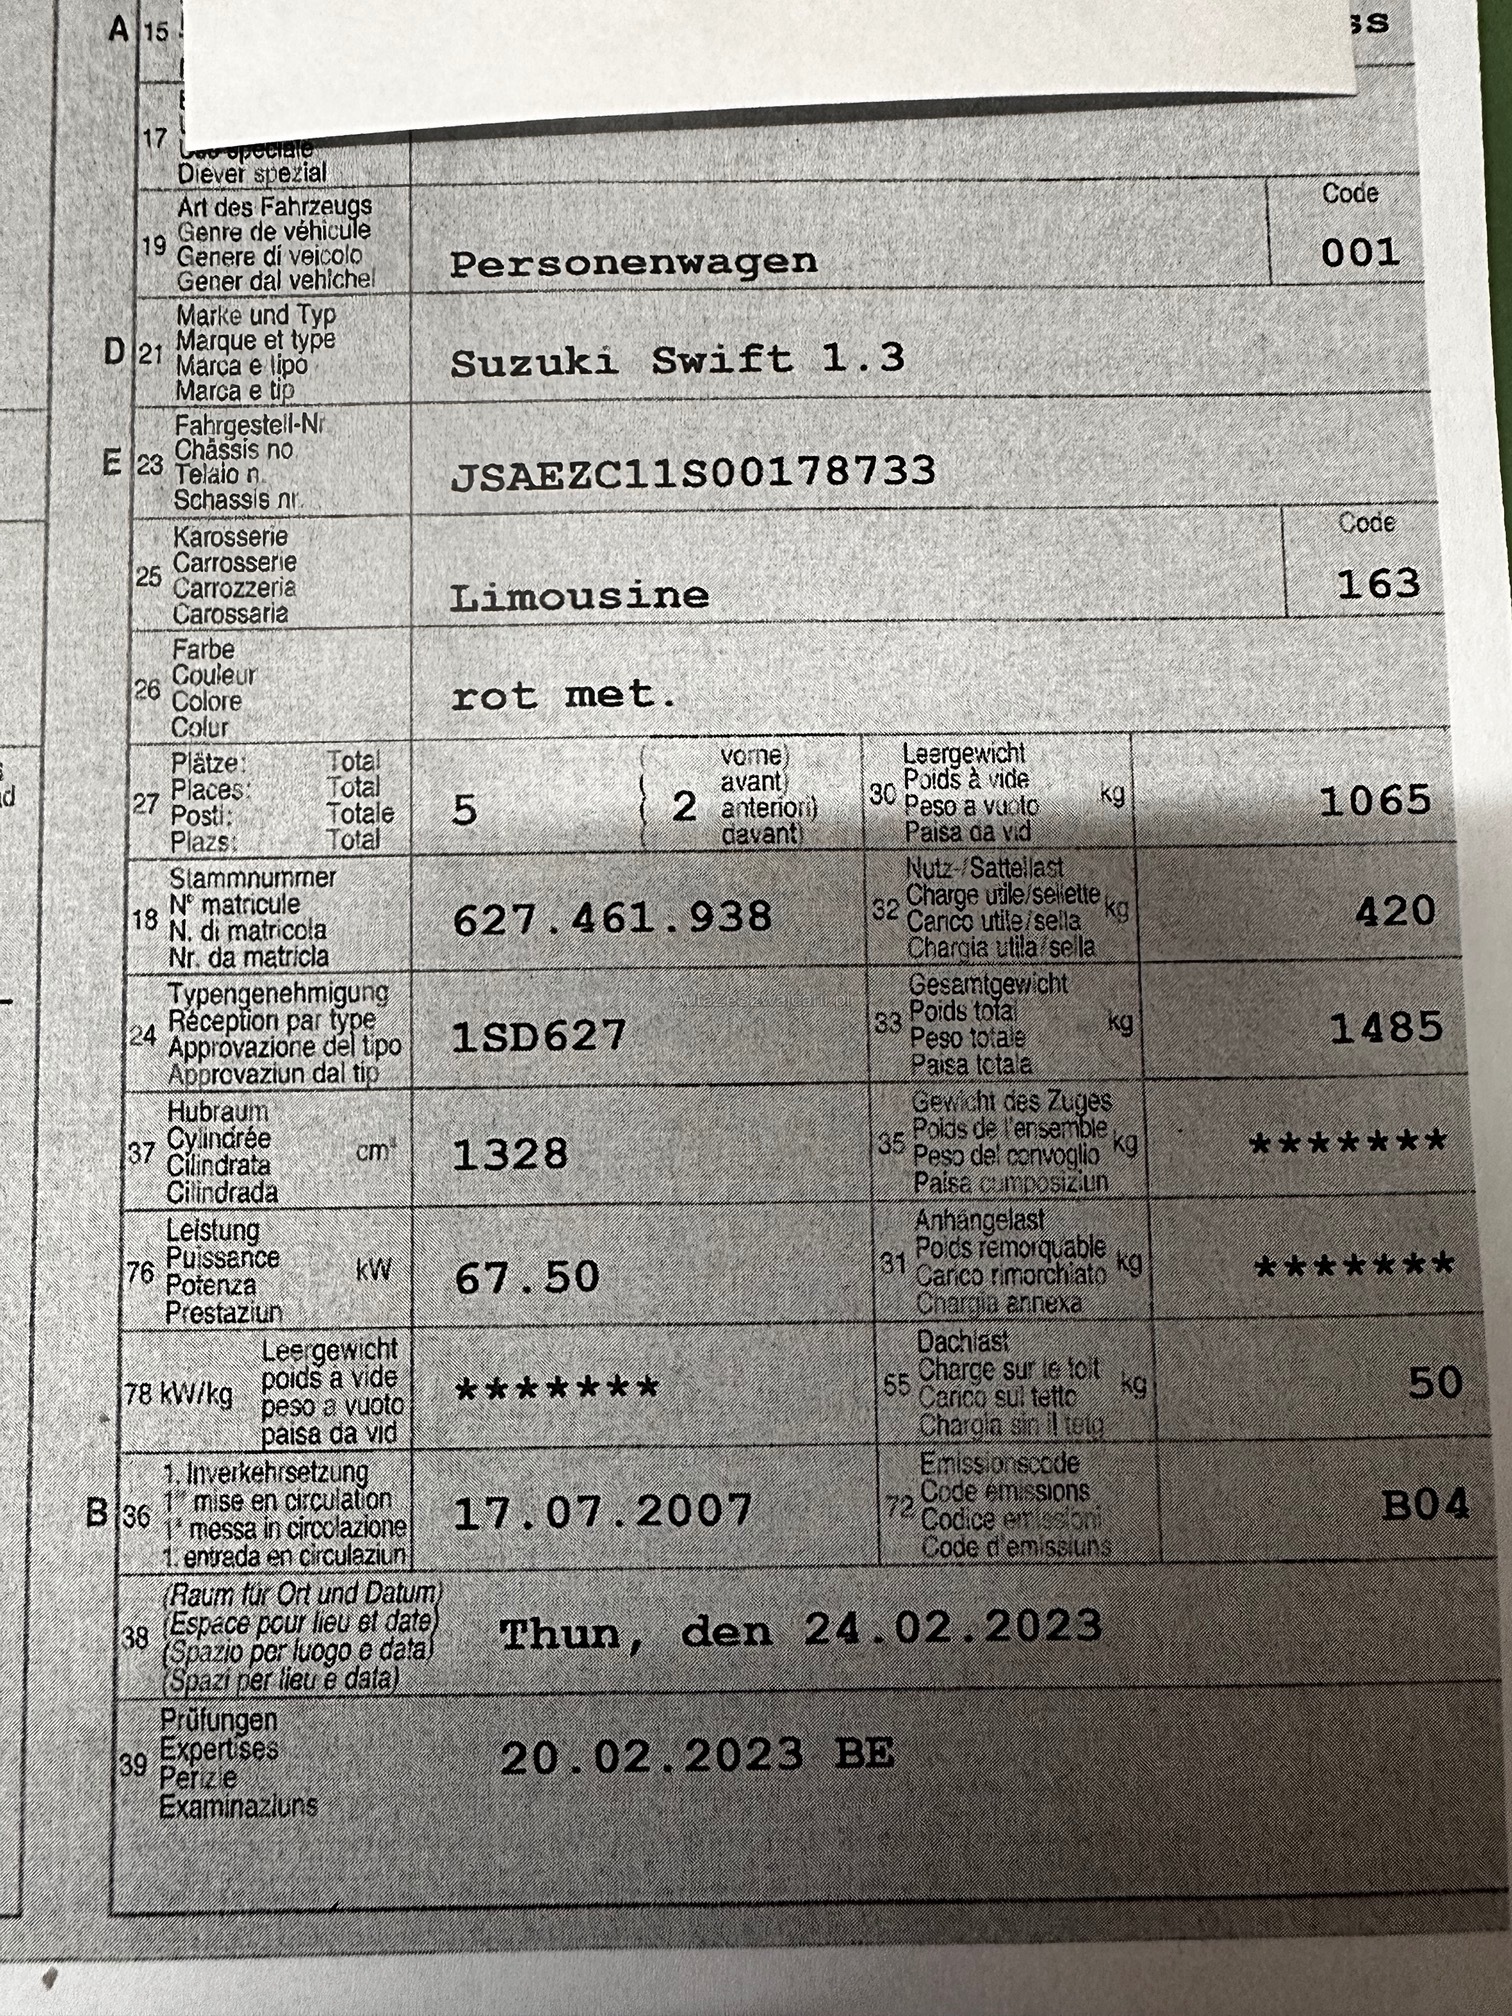 A 15 ss
17
Diever spezial
Art des Fahrzeugs
19 Genre de véhicule
Genere di veicolo
Gener dal vehichel
Personenwagen
Code
001
Marke und Typ
D 21 Marque et type
Marca e tipo
Marca e tip
Suzuki Swift 1.3
Fahrgestell-Nr
E 23 Châssis no
Telaio n.
Schassis nr.
JSAEZC11S00178733
Karosserie
25 Carrosserie
Carrozzeria
Carossaria
Limousine
Code
163
Farbe
26 Couleur
Colore
Colur
rot met.
Plätze: Total
27 Places: Total
Posti: Totale
Plazs: Total
5 ( 2 vorne)
avant)
anteriori)
davant)
Leergewicht
30 Poids à vide kg
Peso a vuoto
Paisa da vid
1065
Stammnummer
18 N° matricule
N. di matricola
Nr. da matricla
627.461.938
Nutz-/Sattellast
32 Charge utile/sellette kg
Carico utile/sella
Chargia utila/sella
420
Typengenehmigung
24 Réception par type
Approvazione del tipo
Approvaziun dal tip
1SD627
Gesamtgewicht
33 Poids total kg
Peso totale
Paisa totala
1485
Hubraum
37 Cylindrée cm³
Cilindrata
Cilindrada
1328
Gewicht des Zuges
35 Poids de l'ensemble kg
Peso del convoglio
Paisa cumposiziun
*******
Leistung
76 Puissance kW
Potenza
Prestaziun
67.50
Anhängelast
31 Poids remorquable kg
Carico rimorchiato
Chargia annexa
*******
Leergewicht
78 kW/kg poids à vide
peso a vuoto
paisa da vid
*******
Dachlast
55 Charge sur le toit kg
Carico sul tetto
Chargia sin il tetg
50
1. Inverkehrsetzung
B 36 1re mise en circulation
1a messa in circolazione
1. entrada en circulaziun
17.07.2007
Emissionscode
72 Code émissions
Codice emissioni
Code d'emissiuns
B04
(Raum für Ort und Datum)
38 (Espace pour lieu et date)
(Spazio per luogo e data)
(Spazi per lieu e data)
Thun, den 24.02.2023
Prüfungen
39 Expertises
Perizie
Examinaziuns
20.02.2023 BE